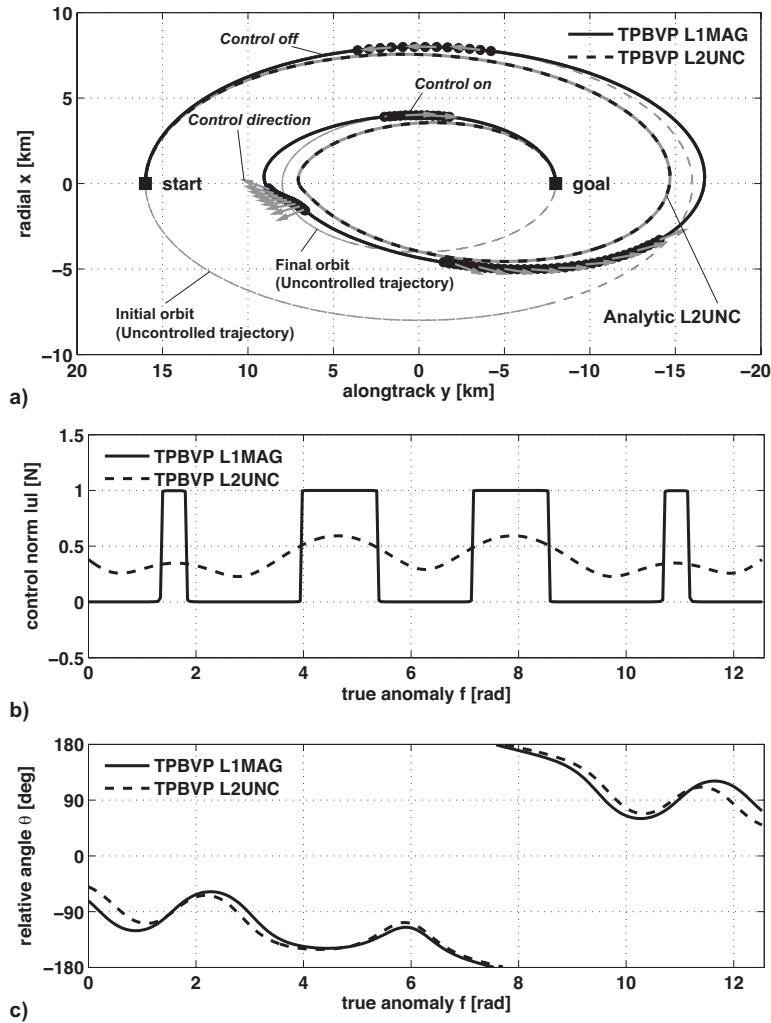 10
5
0
−5
−10
radial x [km]
20
15
10
5
0
−5
−10
−15
−20
alongtrack y [km]
TPBVP L1MAG
TPBVP L2UNC
Control off
Control on
Control direction
start
goal
Final orbit
(Uncontrolled trajectory)
Initial orbit
(Uncontrolled trajectory)
Analytic L2UNC
a)
1.5
1
0.5
0
−0.5
control norm |u| [N]
TPBVP L1MAG
TPBVP L2UNC
0
2
4
6
8
10
12
true anomaly f [rad]
b)
180
90
0
−90
−180
relative angle θ [deg]
TPBVP L1MAG
TPBVP L2UNC
0
2
4
6
8
10
12
true anomaly f [rad]
c)